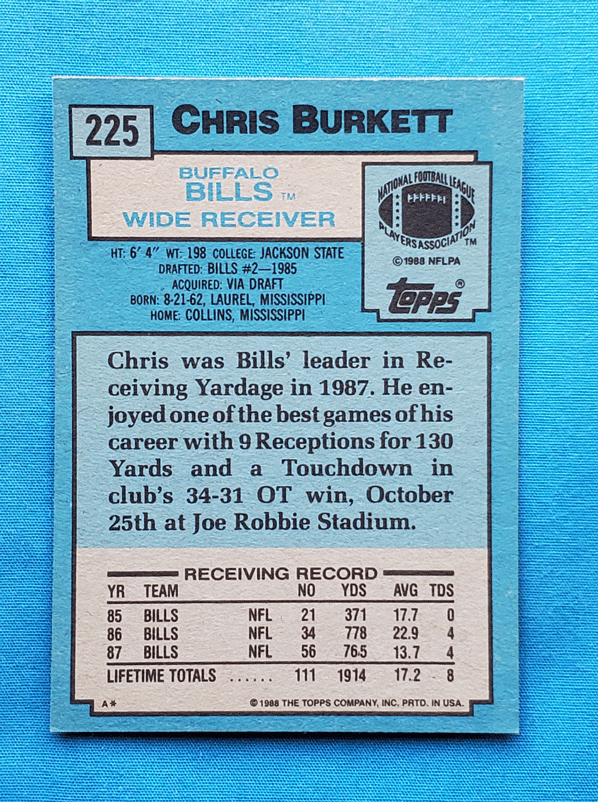 225
CHRIS BURKETT
BUFFALO
BILLS TM
WIDE RECEIVER
NATIONAL FOOTBALL LEAGUE
PLAYERS ASSOCIATION TM
© 1988 NFLPA
TOPPS®
HT: 6' 4" WT: 198 COLLEGE: JACKSON STATE
DRAFTED: BILLS #2—1985
ACQUIRED: VIA DRAFT
BORN: 8-21-62, LAUREL, MISSISSIPPI
HOME: COLLINS, MISSISSIPPI
Chris was Bills' leader in Re-
ceiving Yardage in 1987. He en-
joyed one of the best games of his
career with 9 Receptions for 130
Yards and a Touchdown in
club's 34-31 OT win, October
25th at Joe Robbie Stadium.
RECEIVING RECORD
YR TEAM NO YDS AVG TDS
85 BILLS NFL 21 371 17.7 0
86 BILLS NFL 34 778 22.9 4
87 BILLS NFL 56 765 13.7 4
LIFETIME TOTALS ...... 111 1914 17.2 8
A* © 1988 THE TOPPS COMPANY, INC. PRTD. IN USA.